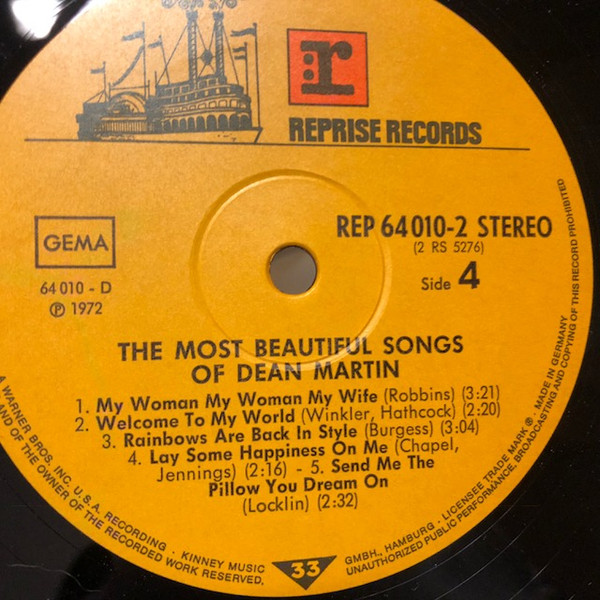 r
REPRISE RECORDS
GEMA
64 010 - D
℗ 1972
REP 64 010-2 STEREO
(2 RS 5276)
Side 4
THE MOST BEAUTIFUL SONGS
OF DEAN MARTIN
1. My Woman My Woman My Wife (Robbins) (3:21)
2. Welcome To My World (Winkler, Hathcock) (2:20)
3. Rainbows Are Back In Style (Burgess) (3:04)
4. Lay Some Happiness On Me (Chapel,
Jennings) (2:16) - 5. Send Me The
Pillow You Dream On
(Locklin) (2:32)
A WARNER BROS. INC. U.S.A. RECORDING · KINNEY MUSIC GMBH., HAMBURG · LICENSEE TRADE MARK ® · MADE IN GERMANY
AND OF THE OWNER OF THE RECORDED WORK RESERVED. UNAUTHORIZED PUBLIC PERFORMANCE, BROADCASTING AND COPYING OF THIS RECORD PROHIBITED
33